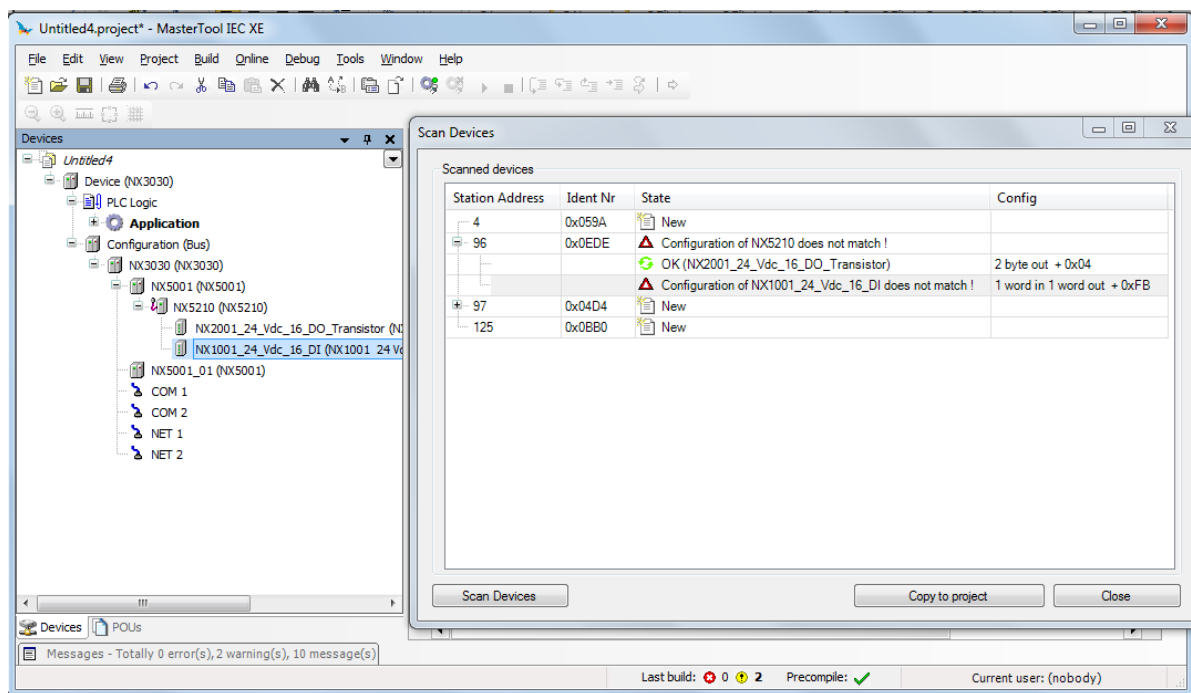 Untitled4.project* - MasterTool IEC XE
File Edit View Project Build Online Debug Tools Window Help
Devices
Untitled4
Device (NX3030)
PLC Logic
Application
Configuration (Bus)
NX3030 (NX3030)
NX5001 (NX5001)
NX5210 (NX5210)
NX2001_24_Vdc_16_DO_Transistor (N
NX1001_24_Vdc_16_DI (NX1001 24 Vd
NX5001_01 (NX5001)
COM 1
COM 2
NET 1
NET 2
Devices POUs
Messages - Totally 0 error(s), 2 warning(s), 10 message(s)
Scan Devices
Scanned devices
Station Address Ident Nr State Config
4 0x059A New
96 0x0EDE Configuration of NX5210 does not match !
OK (NX2001_24_Vdc_16_DO_Transistor) 2 byte out + 0x04
Configuration of NX1001_24_Vdc_16_DI does not match ! 1 word in 1 word out + 0xFB
97 0x04D4 New
125 0x0BB0 New
Scan Devices Copy to project Close
Last build: 0 2 Precompile: Current user: (nobody)